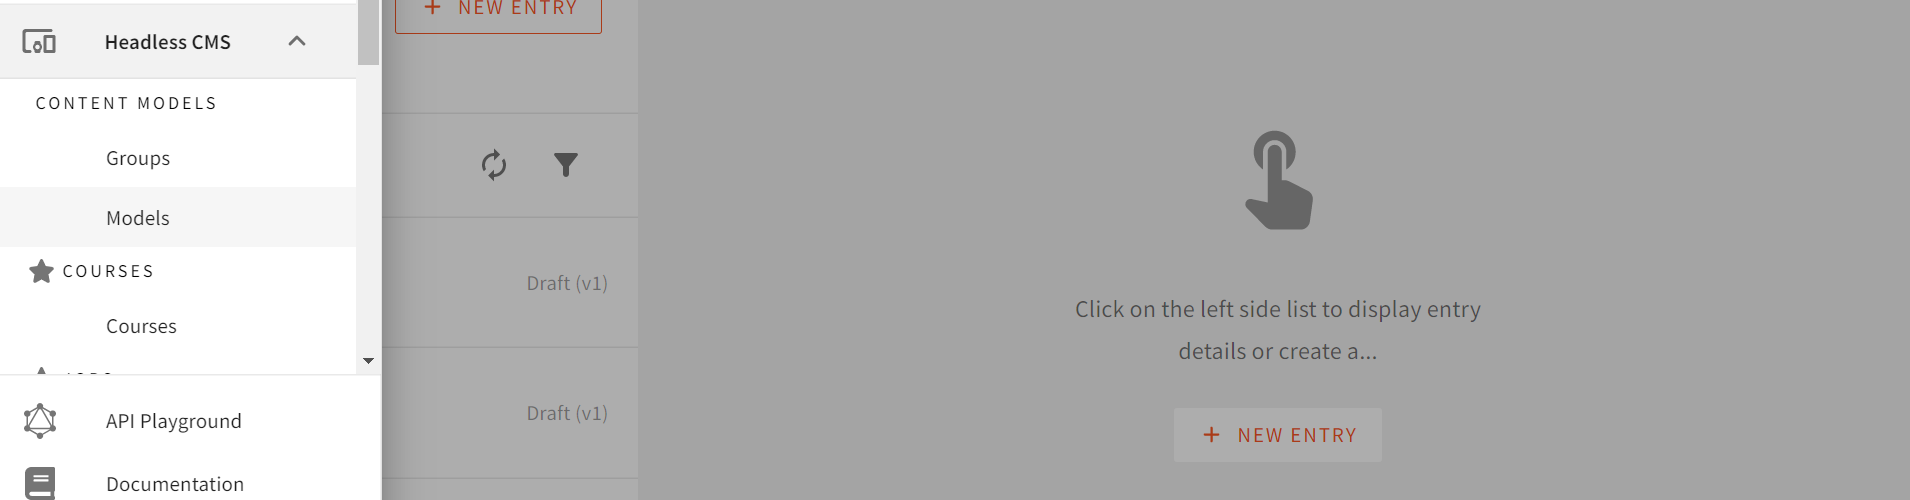 NEW ENTRY
Headless CMS
CONTENT MODELS
Groups
Models
COURSES
Courses
API Playground
Documentation
Draft (v1)
Draft (v1)
Click on the left side list to display entry
details or create a...
NEW ENTRY